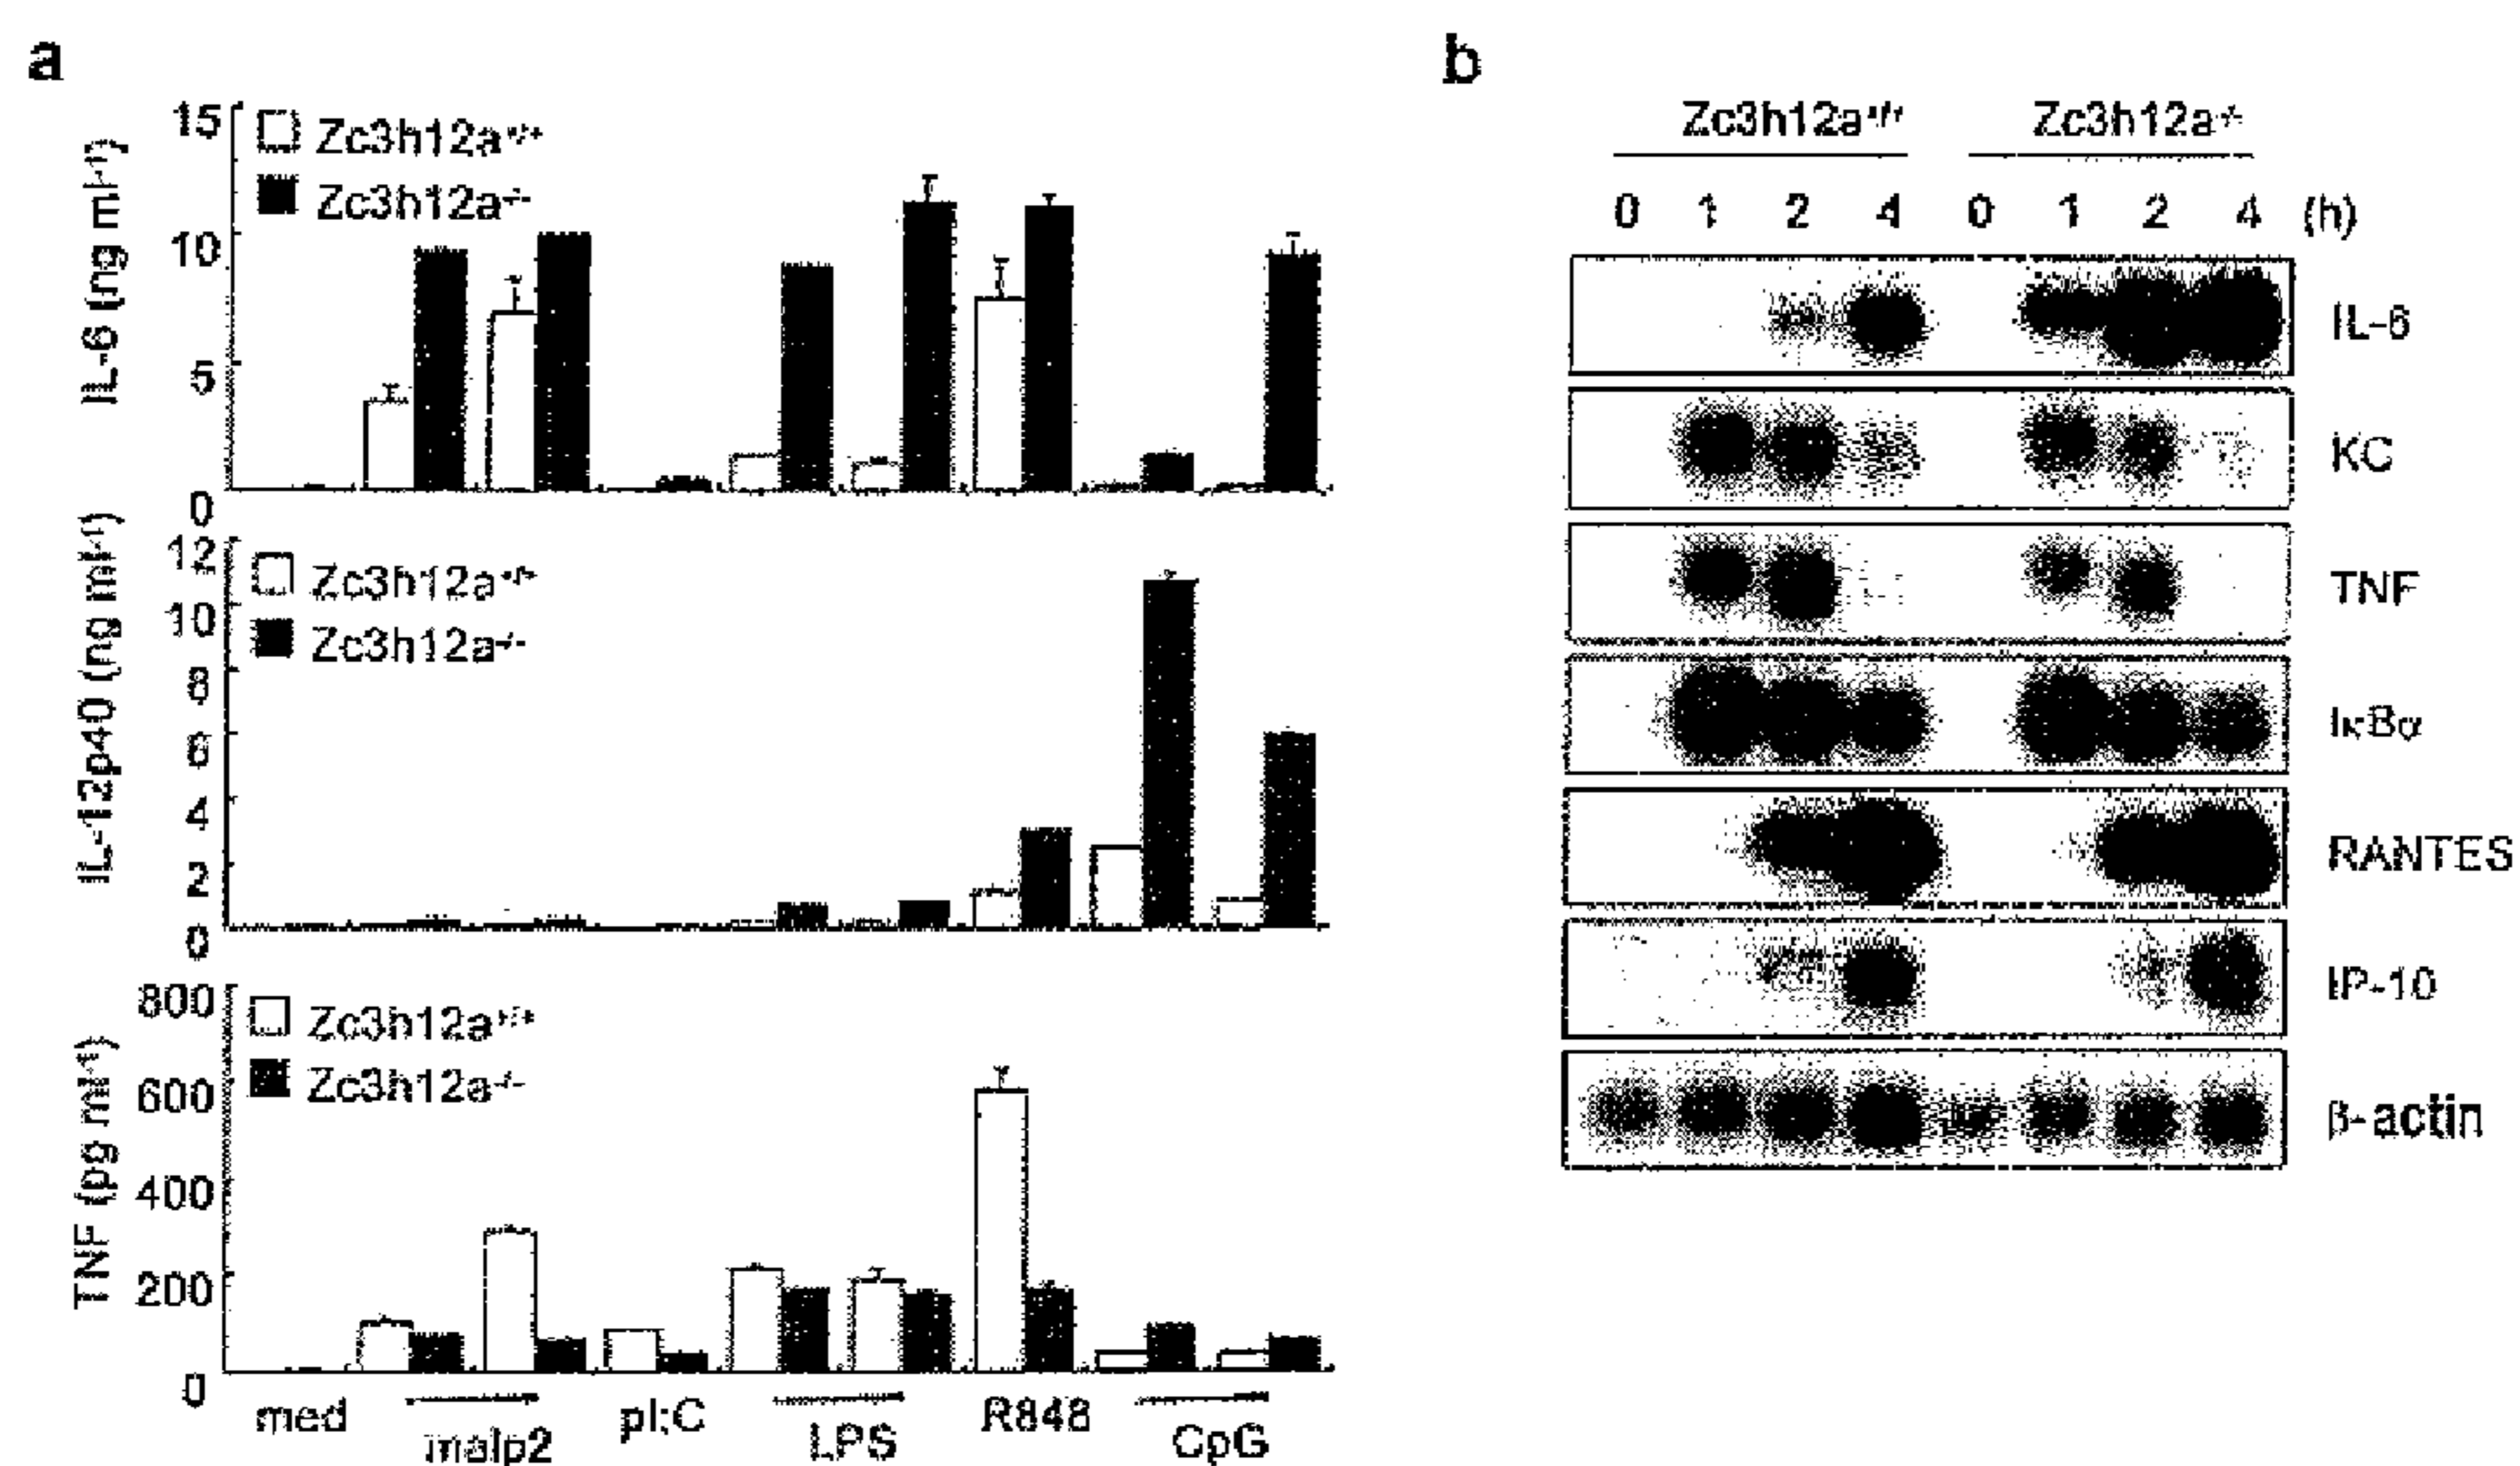 a
15
10
5
0
IL-6 (ng ml⁻¹)
Zc3h12a⁺/⁺
Zc3h12a⁻/⁻
12
10
8
6
4
2
0
IL-12p40 (ng ml⁻¹)
Zc3h12a⁺/⁺
Zc3h12a⁻/⁻
800
600
400
200
0
TNF (pg ml⁻¹)
Zc3h12a⁺/⁺
Zc3h12a⁻/⁻
med malp2 pI:C LPS R848 CpG
b
Zc3h12a⁺/⁺ Zc3h12a⁻/⁻
0 1 2 4 0 1 2 4 (h)
IL-6
KC
TNF
IκBα
RANTES
IP-10
β-actin